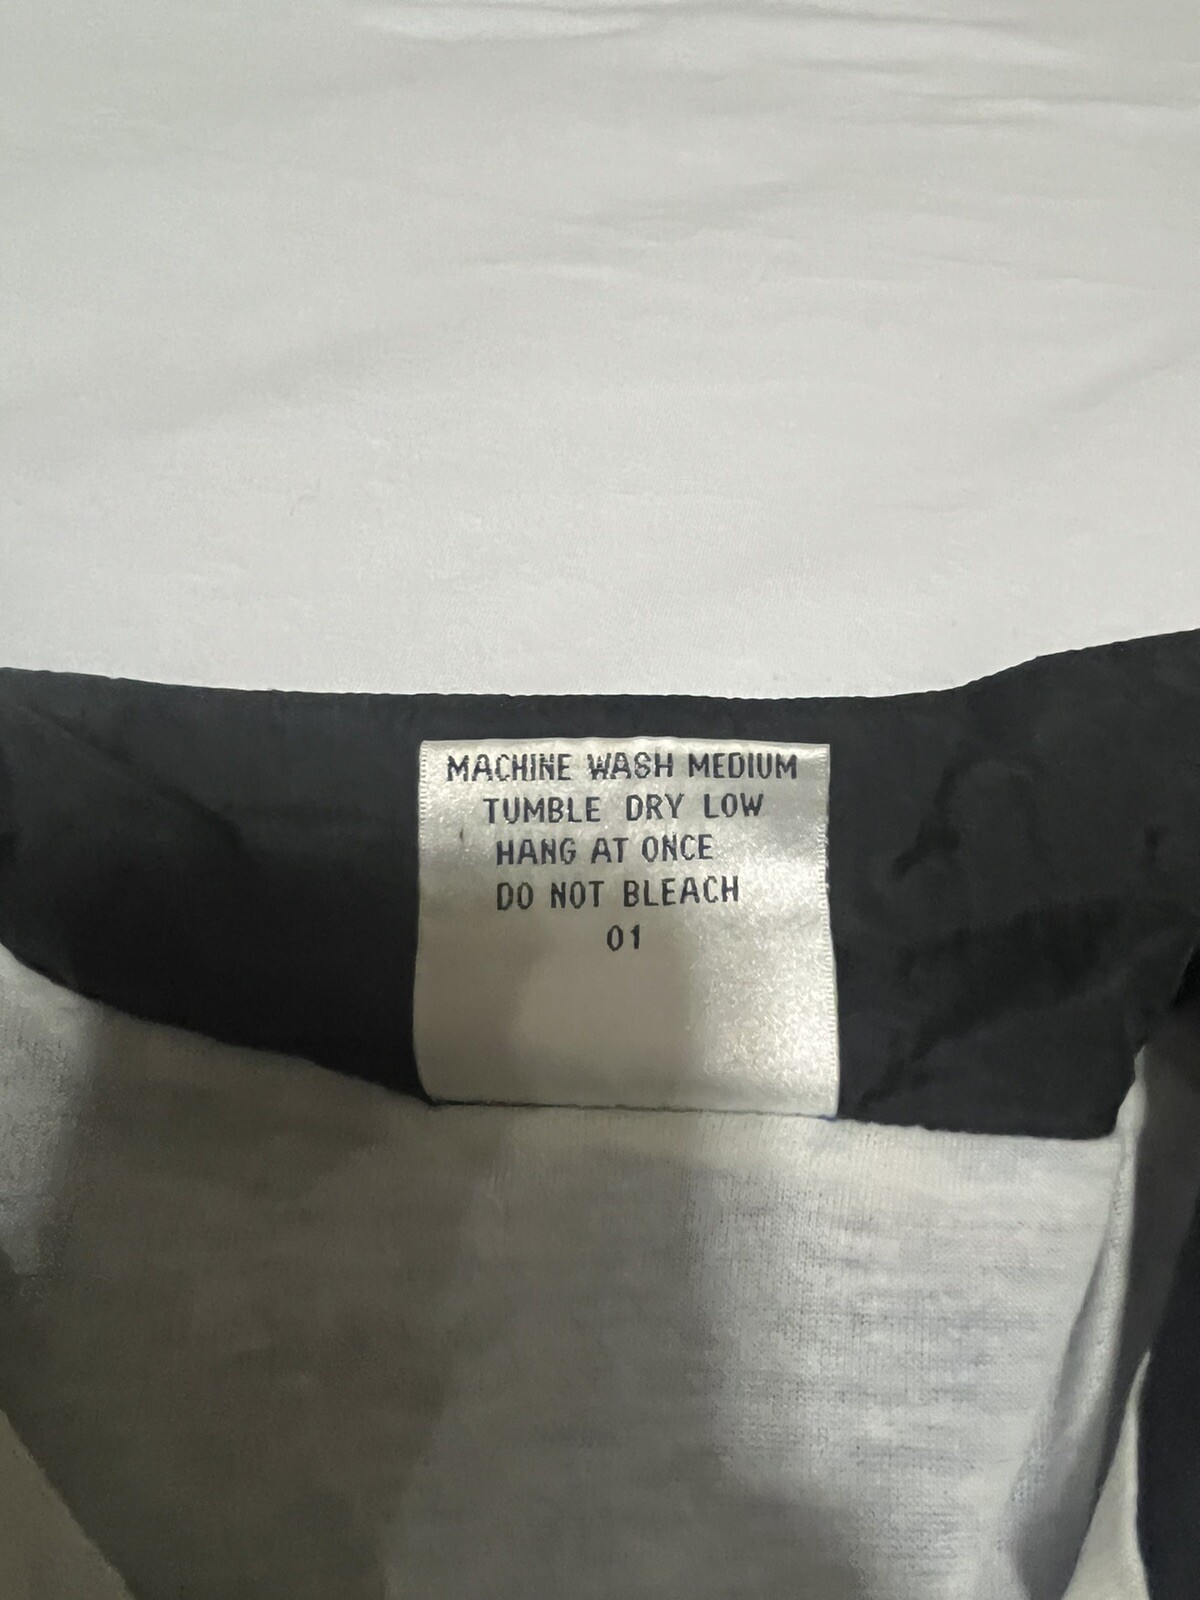 MACHINE WASH MEDIUM
TUMBLE DRY LOW
HANG AT ONCE
DO NOT BLEACH
01